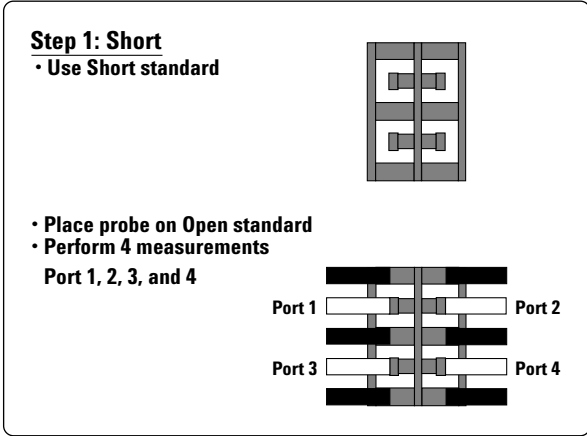 Step 1: Short
· Use Short standard
· Place probe on Open standard
· Perform 4 measurements
Port 1, 2, 3, and 4
Port 1
Port 2
Port 3
Port 4